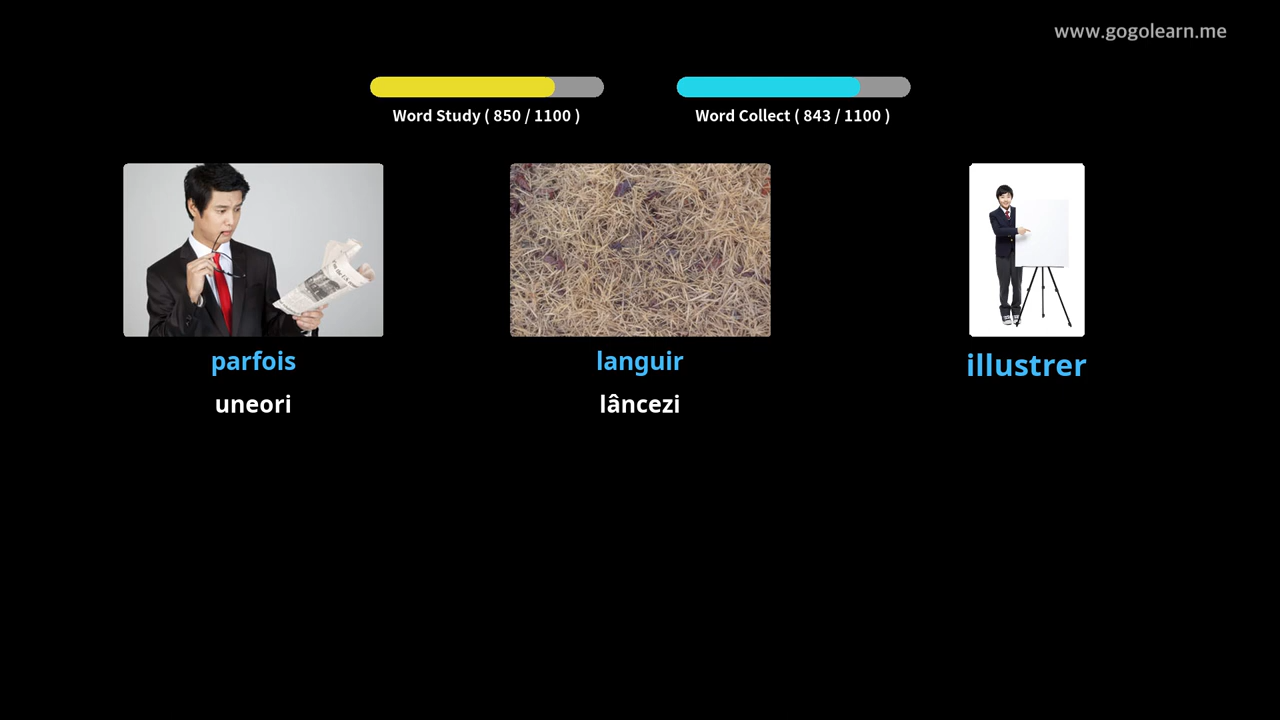 www.gogolearn.me
Word Study ( 850 / 1100 )
Word Collect ( 843 / 1100 )
parfois
languir
illustrer
uneori
lâncezi